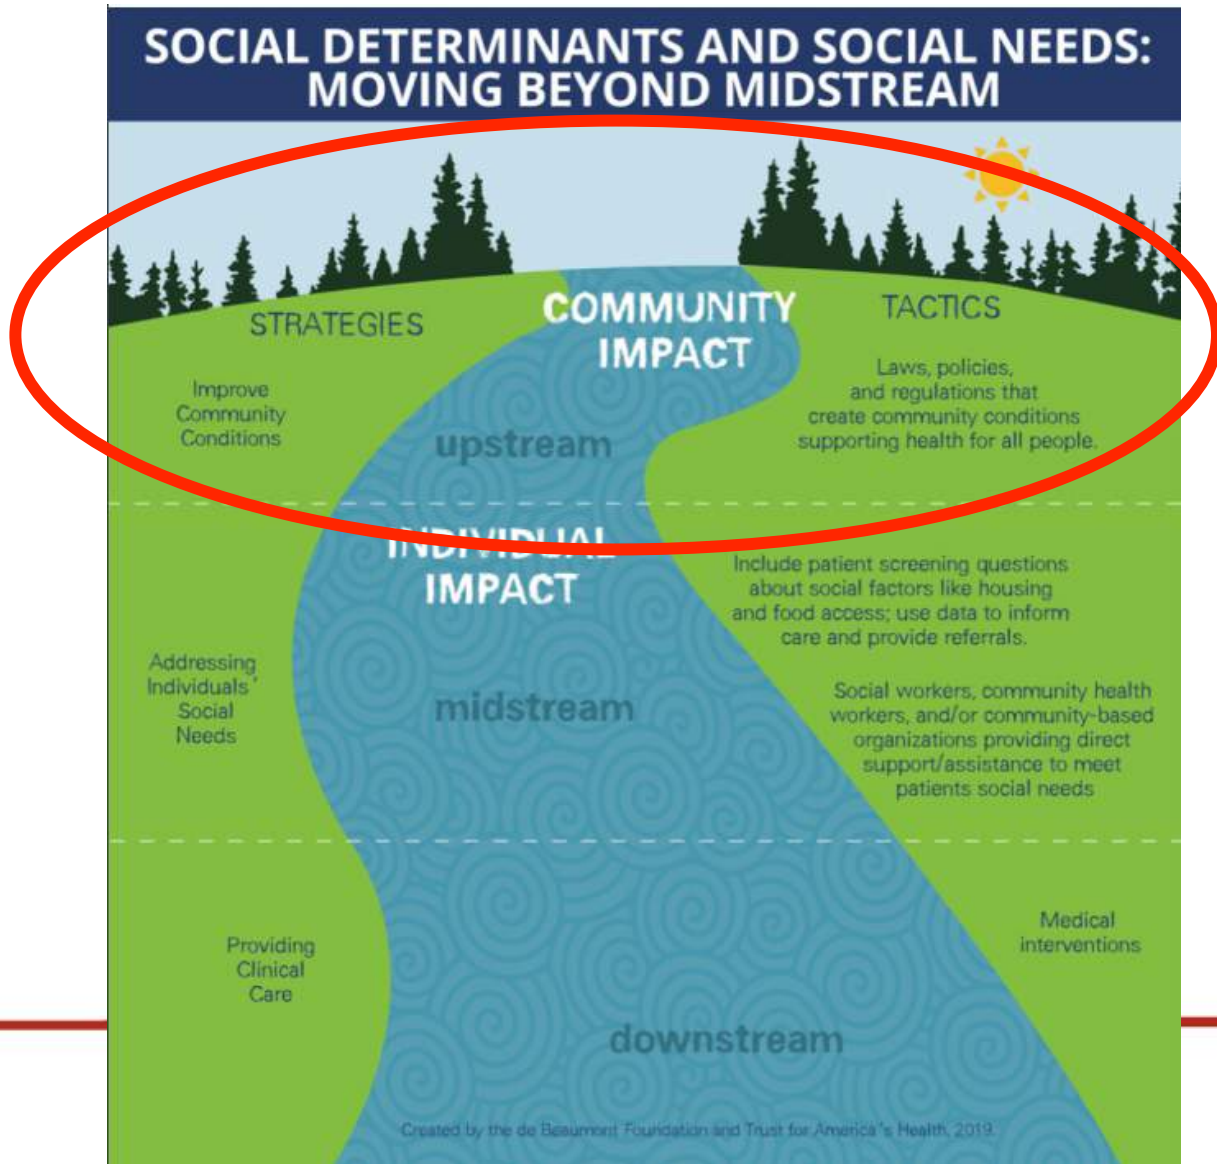 SOCIAL DETERMINANTS AND SOCIAL NEEDS:
MOVING BEYOND MIDSTREAM
STRATEGIES
COMMUNITY
IMPACT
TACTICS
Improve
Community
Conditions
upstream
Laws, policies,
and regulations that
create community conditions
supporting health for all people.
INDIVIDUAL
IMPACT
Addressing
Individuals'
Social
Needs
midstream
Include patient screening questions
about social factors like housing
and food access; use data to inform
care and provide referrals.
Social workers, community health
workers, and/or community-based
organizations providing direct
support/assistance to meet
patients social needs
Providing
Clinical
Care
downstream
Medical
interventions
Created by the de Beaumont Foundation and Trust for America's Health, 2019.